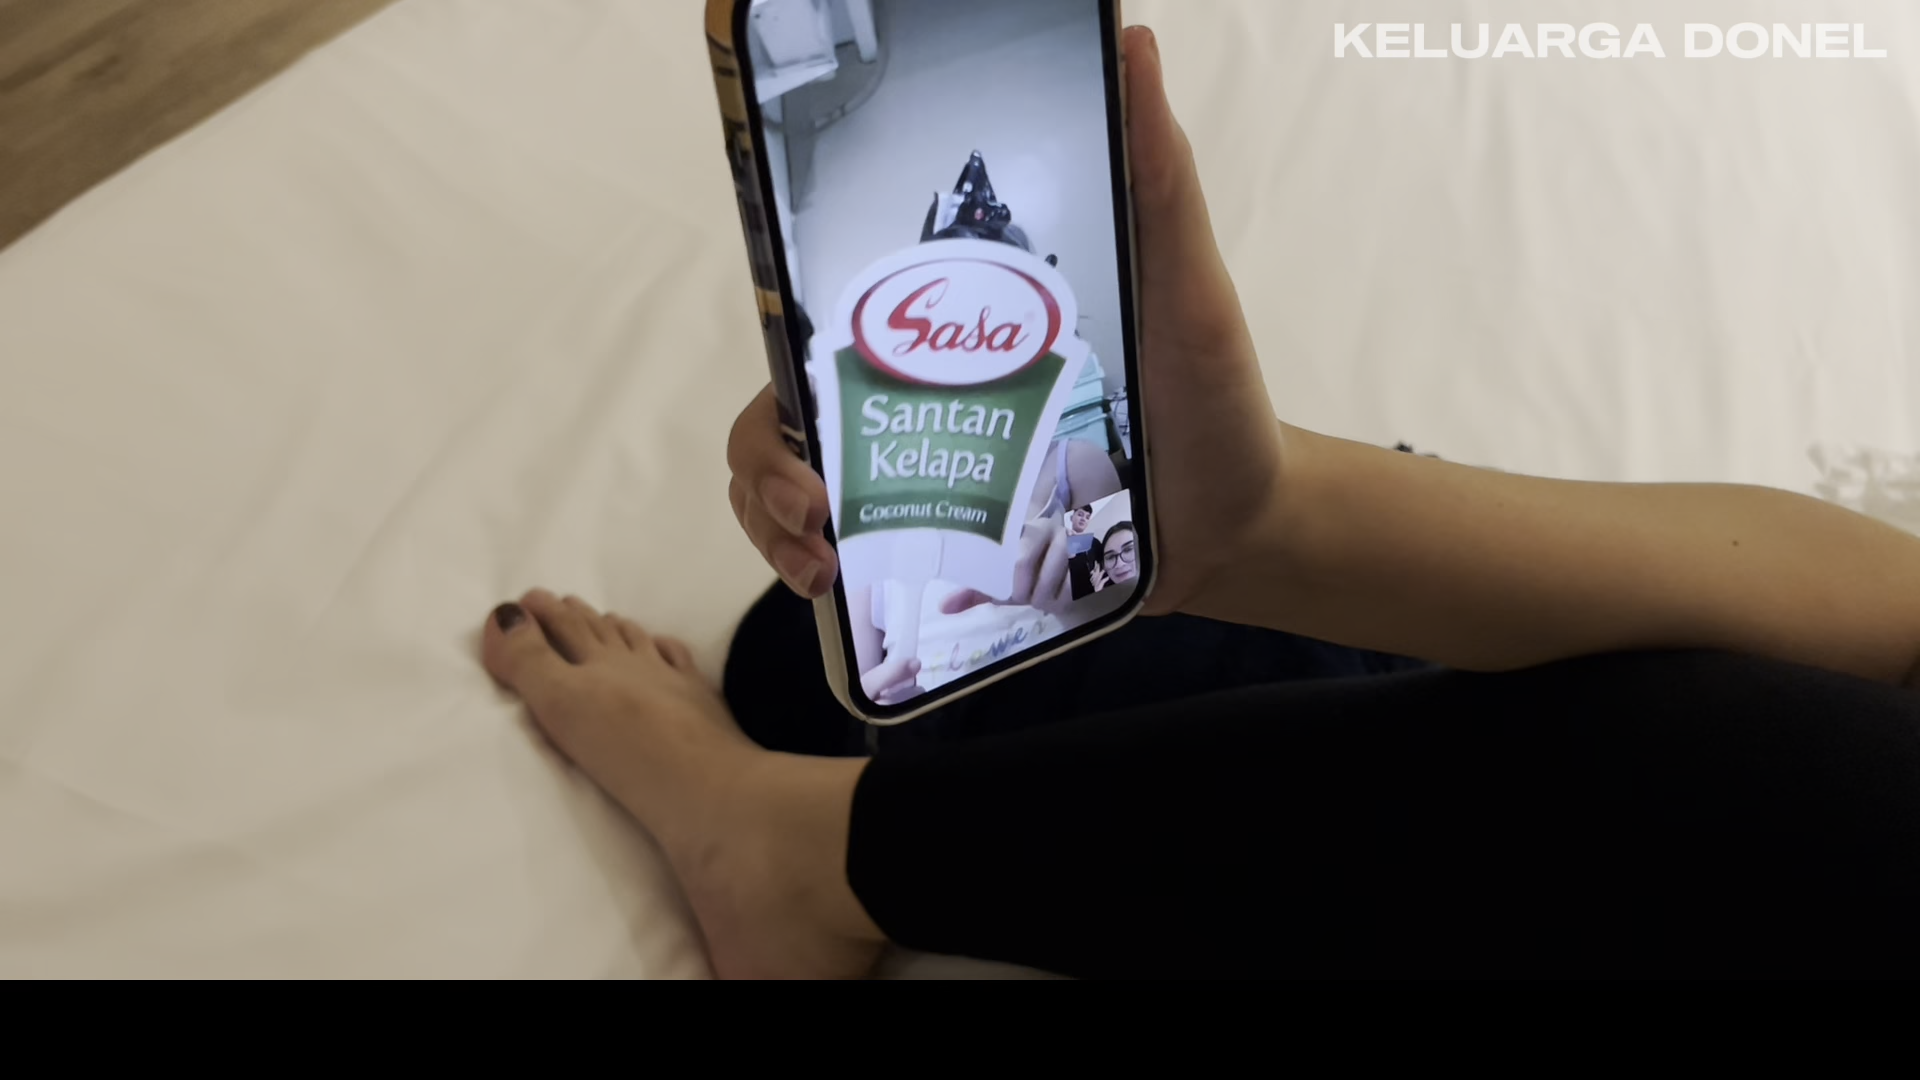 KELUARGA DONEL
Sasa
Santan
Kelapa
Coconut Cream